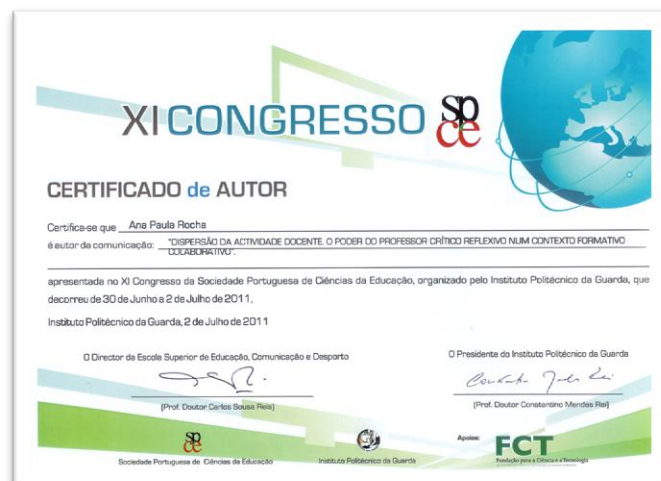 XI CONGRESSO spce
CERTIFICADO de AUTOR
Certifica-se que Ana Paula Rocha
é autor da comunicação: "DISPERSÃO DA ACTIVIDADE DOCENTE. O PODER DO PROFESSOR CRÍTICO REFLEXIVO NUM CONTEXTO FORMATIVO
COLABORATIVO".
apresentada no XI Congresso da Sociedade Portuguesa de Ciências da Educação, organizado pelo Instituto Politécnico da Guarda, que
decorreu de 30 de Junho a 2 de Julho de 2011,
Instituto Politécnico da Guarda, 2 de Julho de 2011
O Director da Escola Superior de Educação, Comunicação e Desporto
O Presidente do Instituto Politécnico da Guarda
(Prof. Doutor Carlos Sousa Reis)
(Prof. Doutor Constantino Mendes Rei)
spce
Sociedade Portuguesa de Ciências da Educação
Instituto Politécnico da Guarda
Apoios:
FCT
Fundação para a Ciência e a Tecnologia